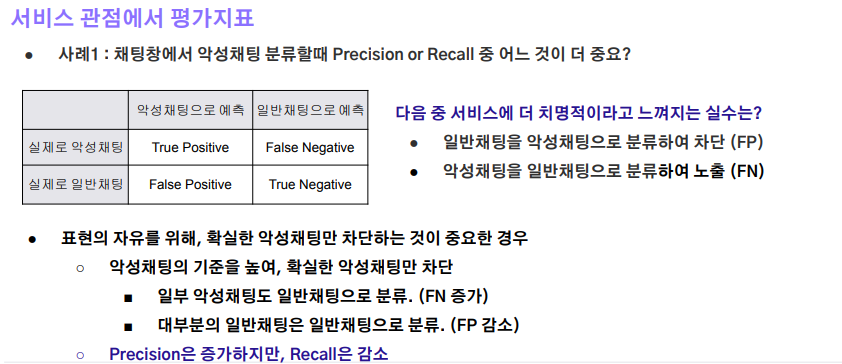 서비스 관점에서 평가지표
● 사례1 : 채팅창에서 악성채팅 분류할때 Precision or Recall 중 어느 것이 더 중요?
악성채팅으로 예측 일반채팅으로 예측
실제로 악성채팅 True Positive False Negative
실제로 일반채팅 False Positive True Negative
다음 중 서비스에 더 치명적이라고 느껴지는 실수는?
● 일반채팅을 악성채팅으로 분류하여 차단 (FP)
● 악성채팅을 일반채팅으로 분류하여 노출 (FN)
● 표현의 자유를 위해, 확실한 악성채팅만 차단하는 것이 중요한 경우
○ 악성채팅의 기준을 높여, 확실한 악성채팅만 차단
■ 일부 악성채팅도 일반채팅으로 분류. (FN 증가)
■ 대부분의 일반채팅은 일반채팅으로 분류. (FP 감소)
○ Precision은 증가하지만, Recall은 감소